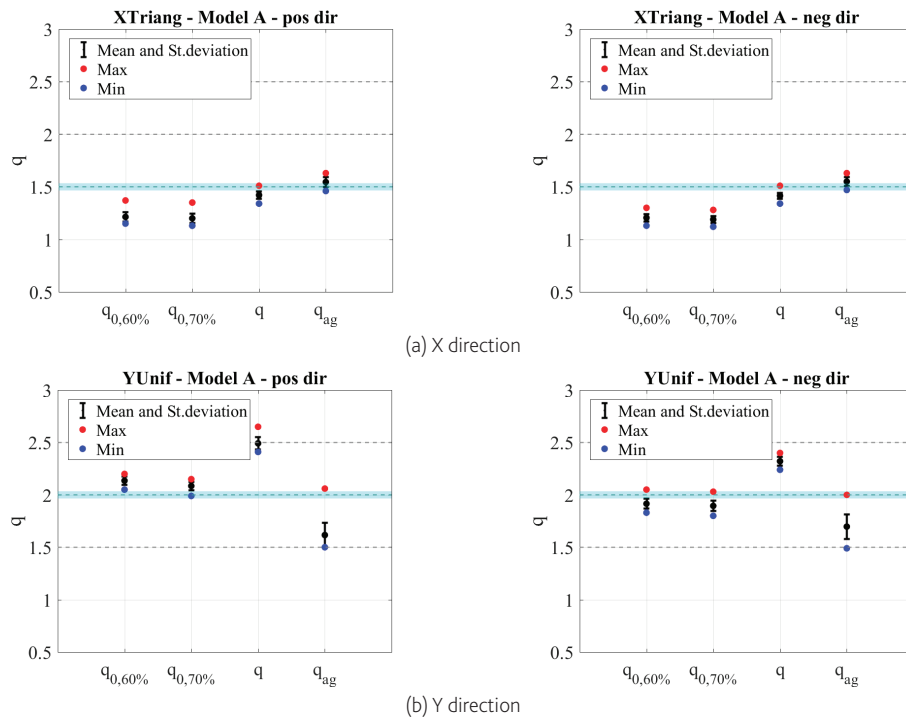 XTriang - Model A - pos dir
3
2.5
2
1.5
1
0.5
q
Mean and St.deviation
Max
Min
q0,60%
q0,70%
q
qag
XTriang - Model A - neg dir
3
2.5
2
1.5
1
0.5
q
Mean and St.deviation
Max
Min
q0,60%
q0,70%
q
qag
(a) X direction
YUnif - Model A - pos dir
3
2.5
2
1.5
1
0.5
q
Mean and St.deviation
Max
Min
q0,60%
q0,70%
q
qag
YUnif - Model A - neg dir
3
2.5
2
1.5
1
0.5
q
Mean and St.deviation
Max
Min
q0,60%
q0,70%
q
qag
(b) Y direction